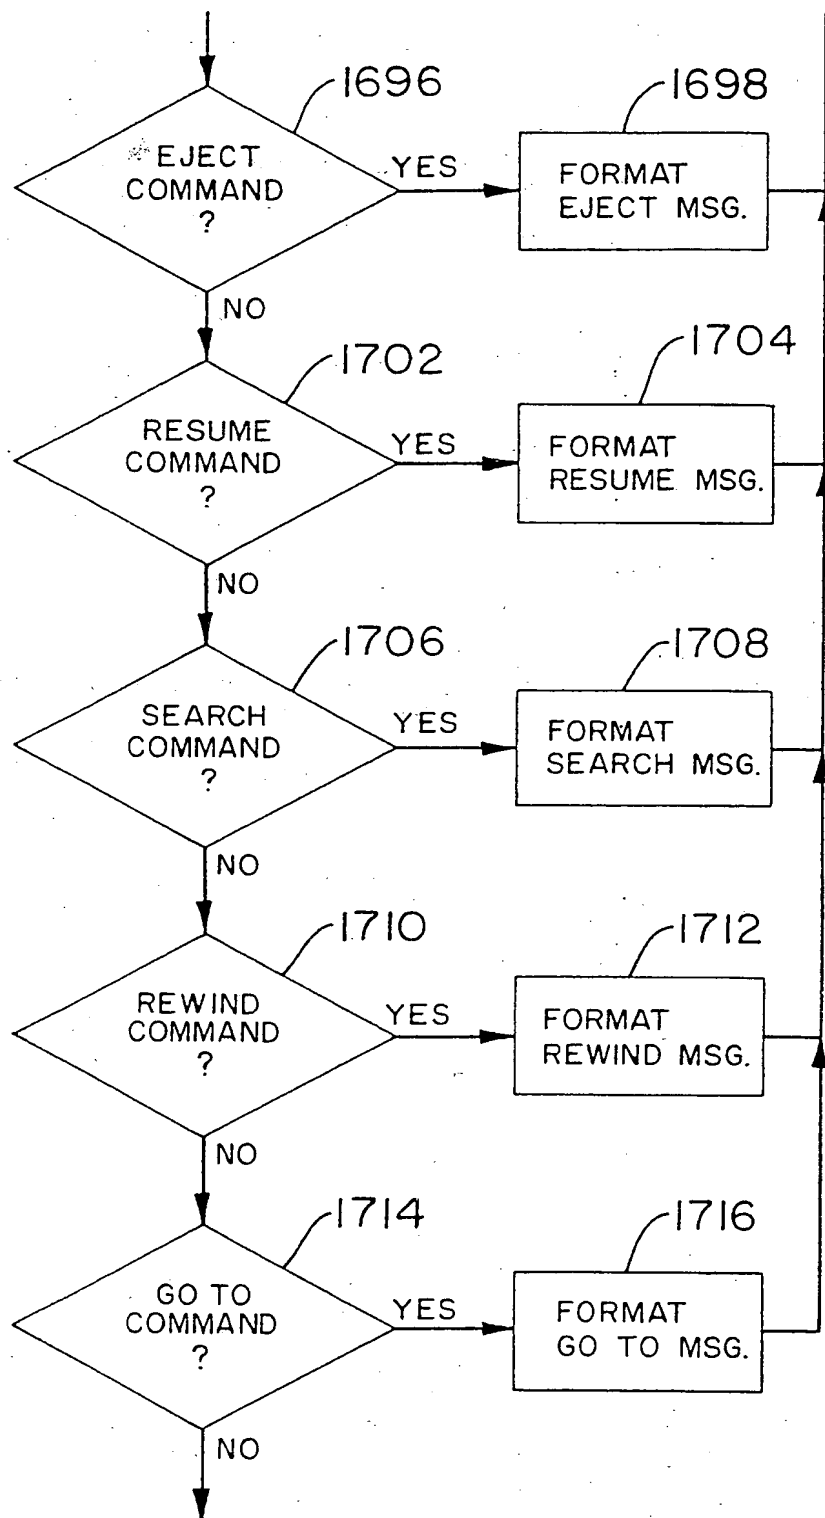 1696
EJECT
COMMAND
?
YES
1698
FORMAT
EJECT MSG.
NO
1702
RESUME
COMMAND
?
YES
1704
FORMAT
RESUME MSG.
NO
1706
SEARCH
COMMAND
?
YES
1708
FORMAT
SEARCH MSG.
NO
1710
REWIND
COMMAND
?
YES
1712
FORMAT
REWIND MSG.
NO
1714
GO TO
COMMAND
?
YES
1716
FORMAT
GO TO MSG.
NO